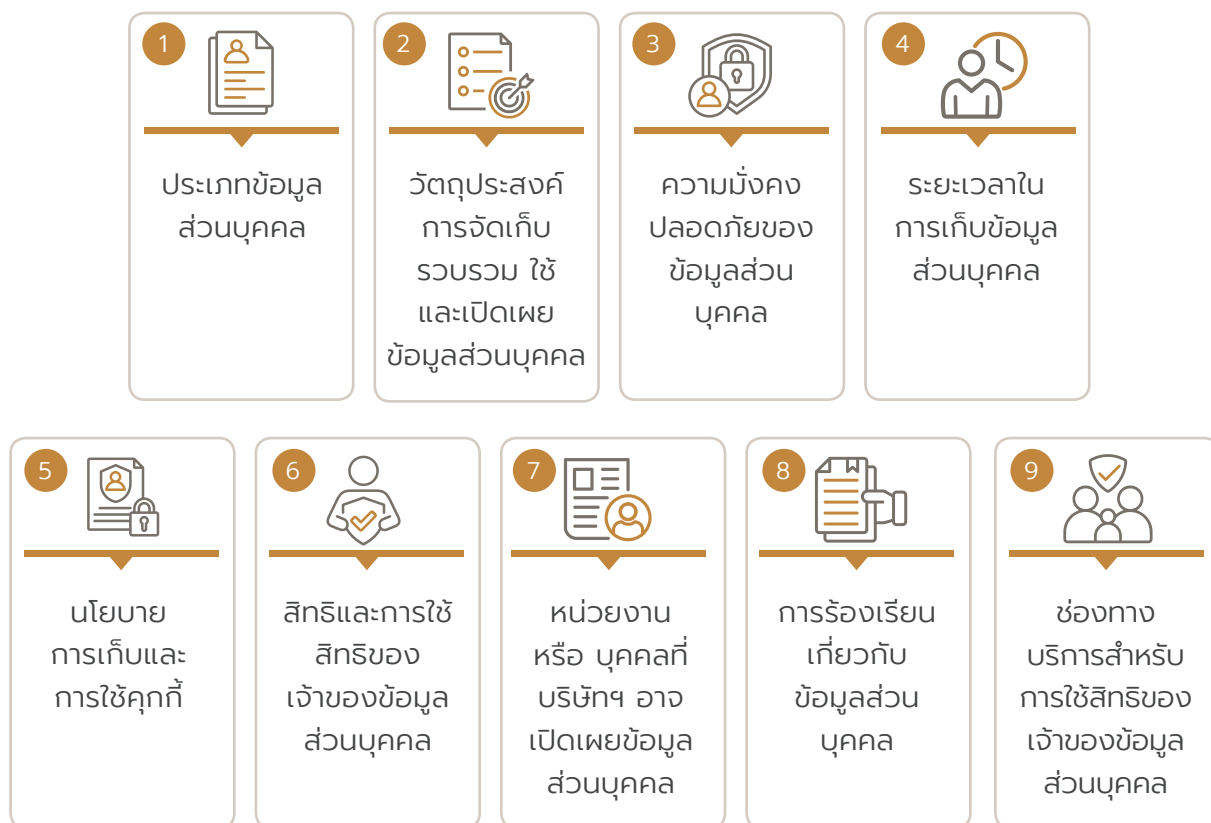 1
ประเภทข้อมูล
ส่วนบุคคล
2
วัตถุประสงค์
การจัดเก็บ
รวบรวม ใช้
และเปิดเผย
ข้อมูลส่วนบุคคล
3
ความมั่งคง
ปลอดภัยของ
ข้อมูลส่วน
บุคคล
4
ระยะเวลาใน
การเก็บข้อมูล
ส่วนบุคคล
5
นโยบาย
การเก็บและ
การใช้คุกกี้
6
สิทธิและการใช้
สิทธิของ
เจ้าของข้อมูล
ส่วนบุคคล
7
หน่วยงาน
หรือ บุคคลที่
บริษัทฯ อาจ
เปิดเผยข้อมูล
ส่วนบุคคล
8
การร้องเรียน
เกี่ยวกับ
ข้อมูลส่วน
บุคคล
9
ช่องทาง
บริการสำหรับ
การใช้สิทธิของ
เจ้าของข้อมูล
ส่วนบุคคล